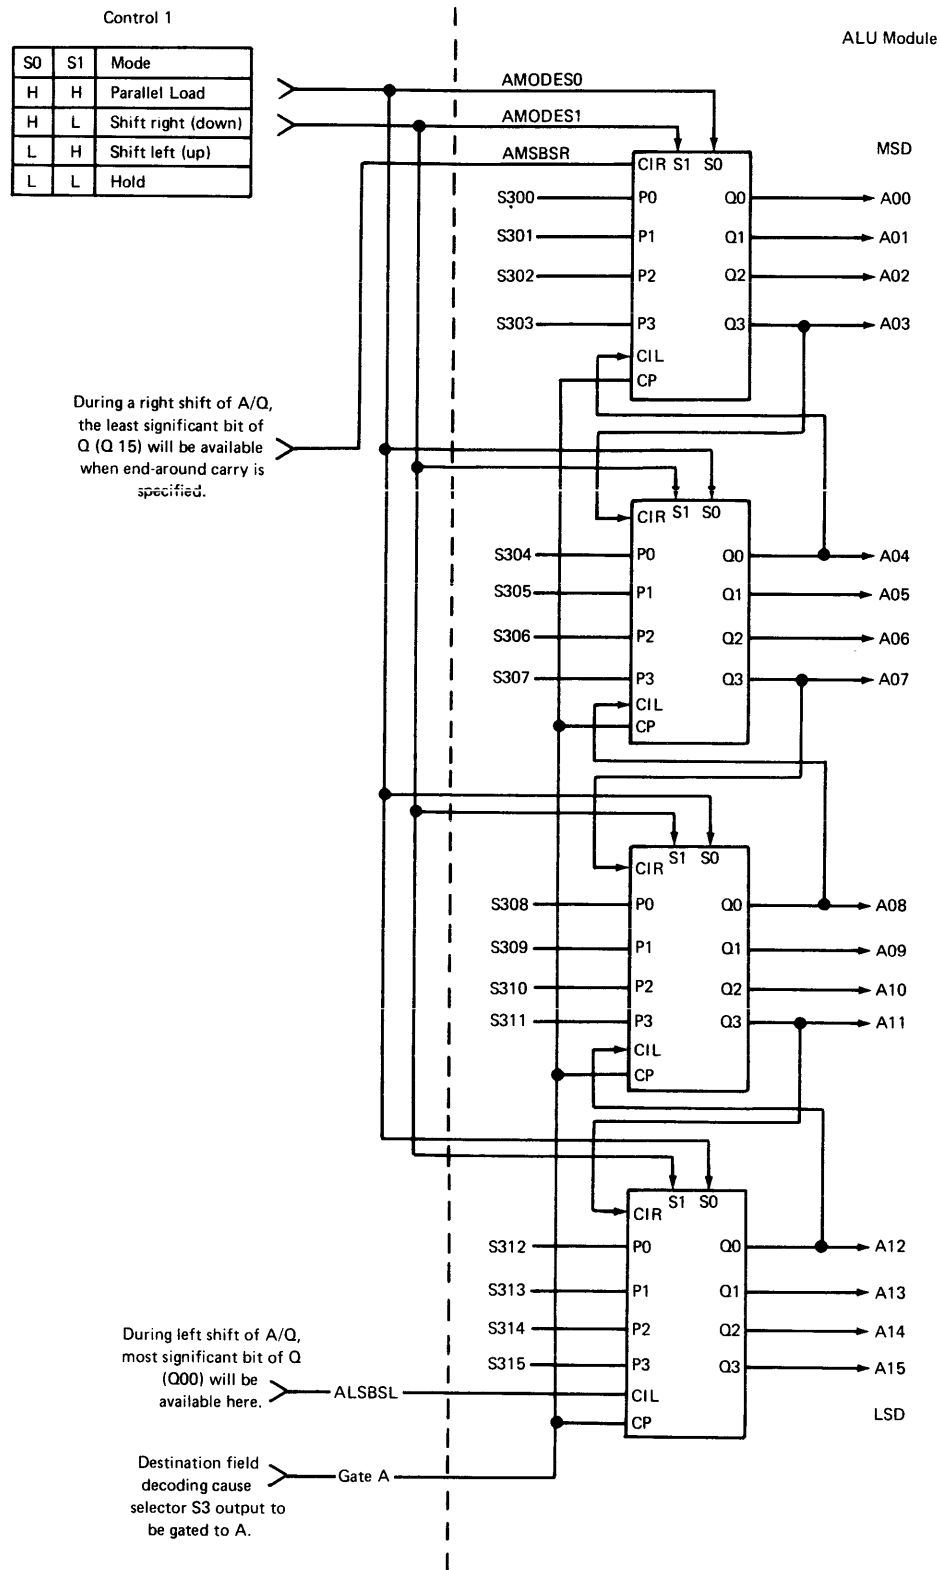 Control 1
ALU Module
S0 S1 Mode
H H Parallel Load
H L Shift right (down)
L H Shift left (up)
L L Hold
AMODES0
AMODES1
AMSBSR
MSD
CIR S1 S0
S300 P0 Q0 A00
S301 P1 Q1 A01
S302 P2 Q2 A02
S303 P3 Q3 A03
CIL
CP
During a right shift of A/Q,
the least significant bit of
Q (Q 15) will be available
when end-around carry is
specified.
S1 S0
CIR
S304 P0 Q0 A04
S305 P1 Q1 A05
S306 P2 Q2 A06
S307 P3 Q3 A07
CIL
CP
S1 S0
CIR
S308 P0 Q0 A08
S309 P1 Q1 A09
S310 P2 Q2 A10
S311 P3 Q3 A11
CIL
CP
S1 S0
CIR
S312 P0 Q0 A12
S313 P1 Q1 A13
S314 P2 Q2 A14
S315 P3 Q3 A15
During left shift of A/Q,
most significant bit of Q
(Q00) will be
available here.
ALSBSL
CIL
CP
LSD
Destination field
decoding cause
selector S3 output to
be gated to A.
Gate A